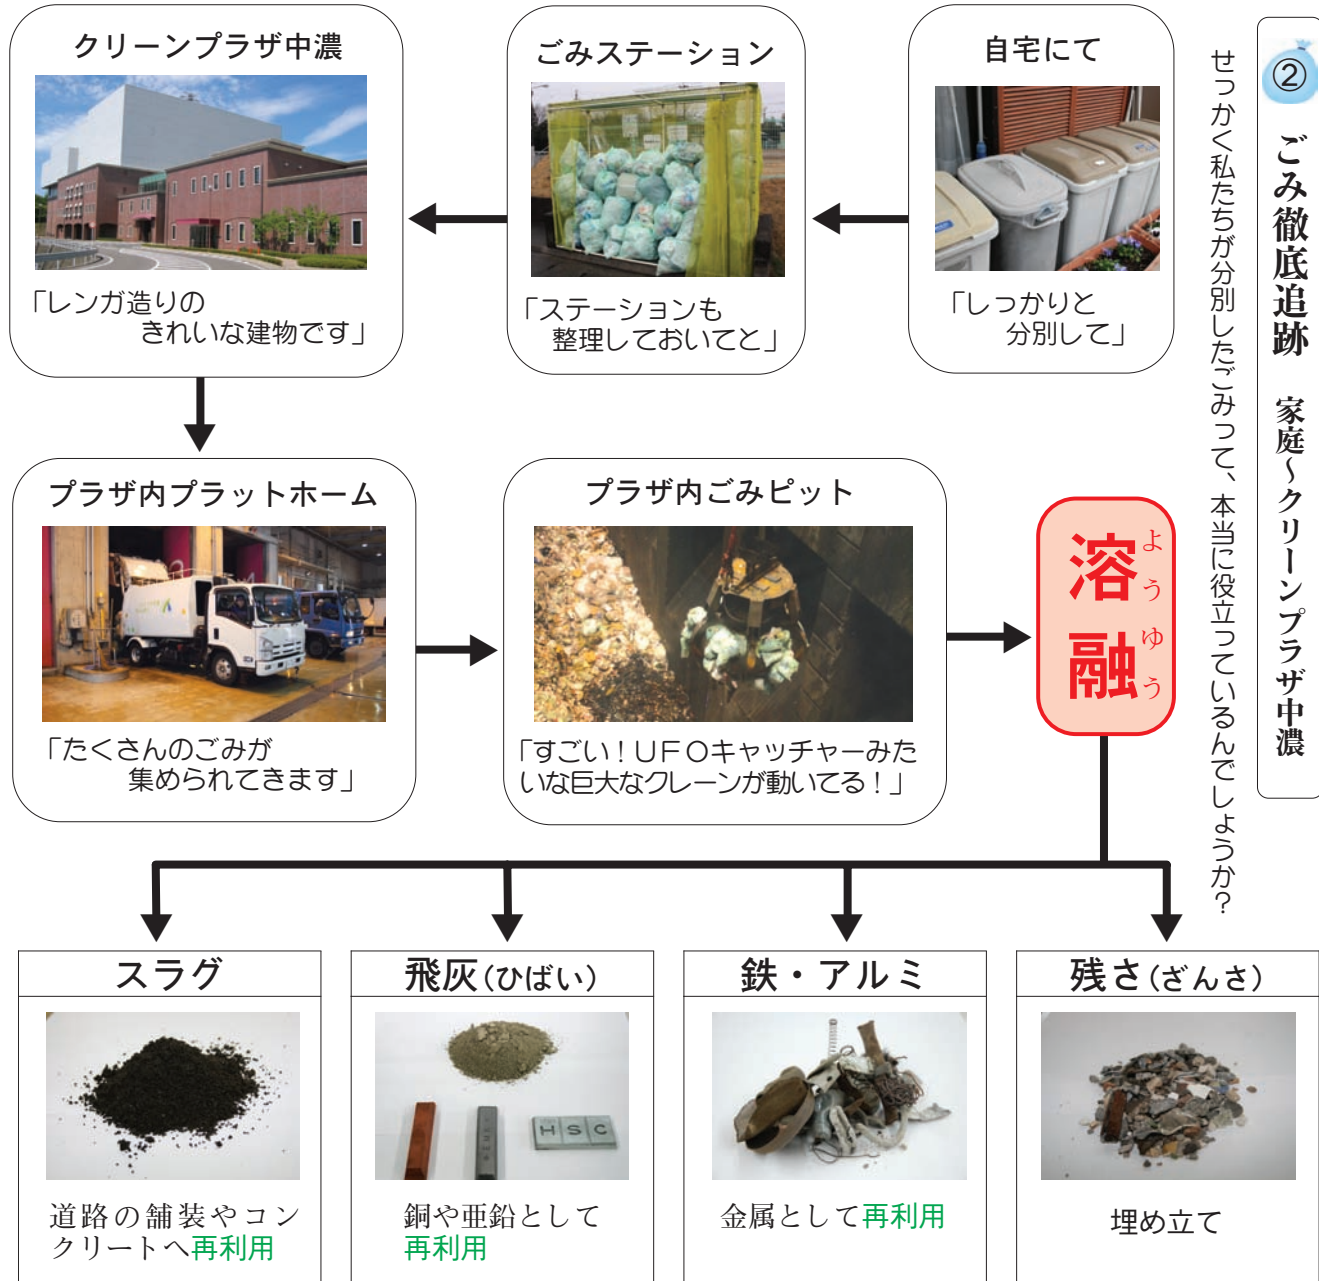 ②
ごみ徹底追跡　家庭～クリーンプラザ中濃
せっかく私たちが分別したごみって、本当に役立っているんでしょうか？
自宅にて
「しっかりと
分別して」
ごみステーション
「ステーションも
整理しておいてと」
クリーンプラザ中濃
「レンガ造りの
きれいな建物です」
プラザ内プラットホーム
「たくさんのごみが
集められてきます」
プラザ内ごみピット
「すごい！UFOキャッチャーみた
いな巨大なクレーンが動いてる！」
溶融
ようゆう
スラグ
道路の舗装やコン
クリートへ再利用
飛灰(ひばい)
HSC
銅や亜鉛として
再利用
鉄・アルミ
金属として再利用
残さ(ざんさ)
埋め立て